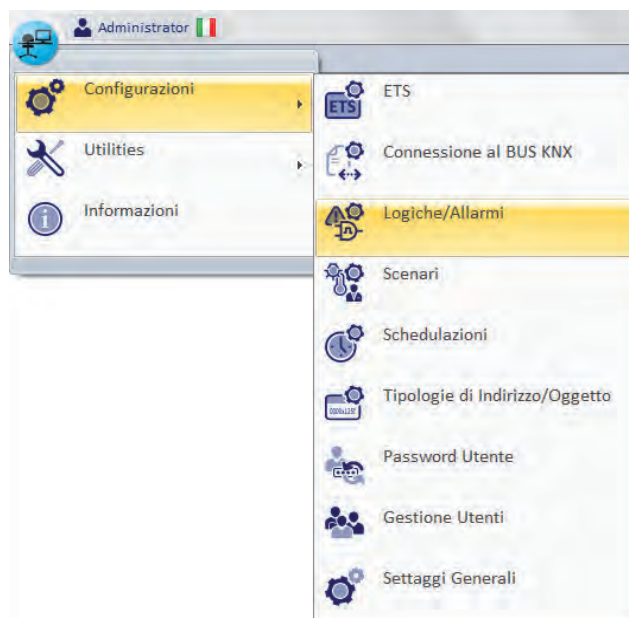 Administrator
Configurazioni
Utilities
Informazioni
ETS
ETS
Connessione al BUS KNX
Logiche/Allarmi
Scenari
Schedulazioni
Tipologie di Indirizzo/Oggetto
Password Utente
Gestione Utenti
Settaggi Generali